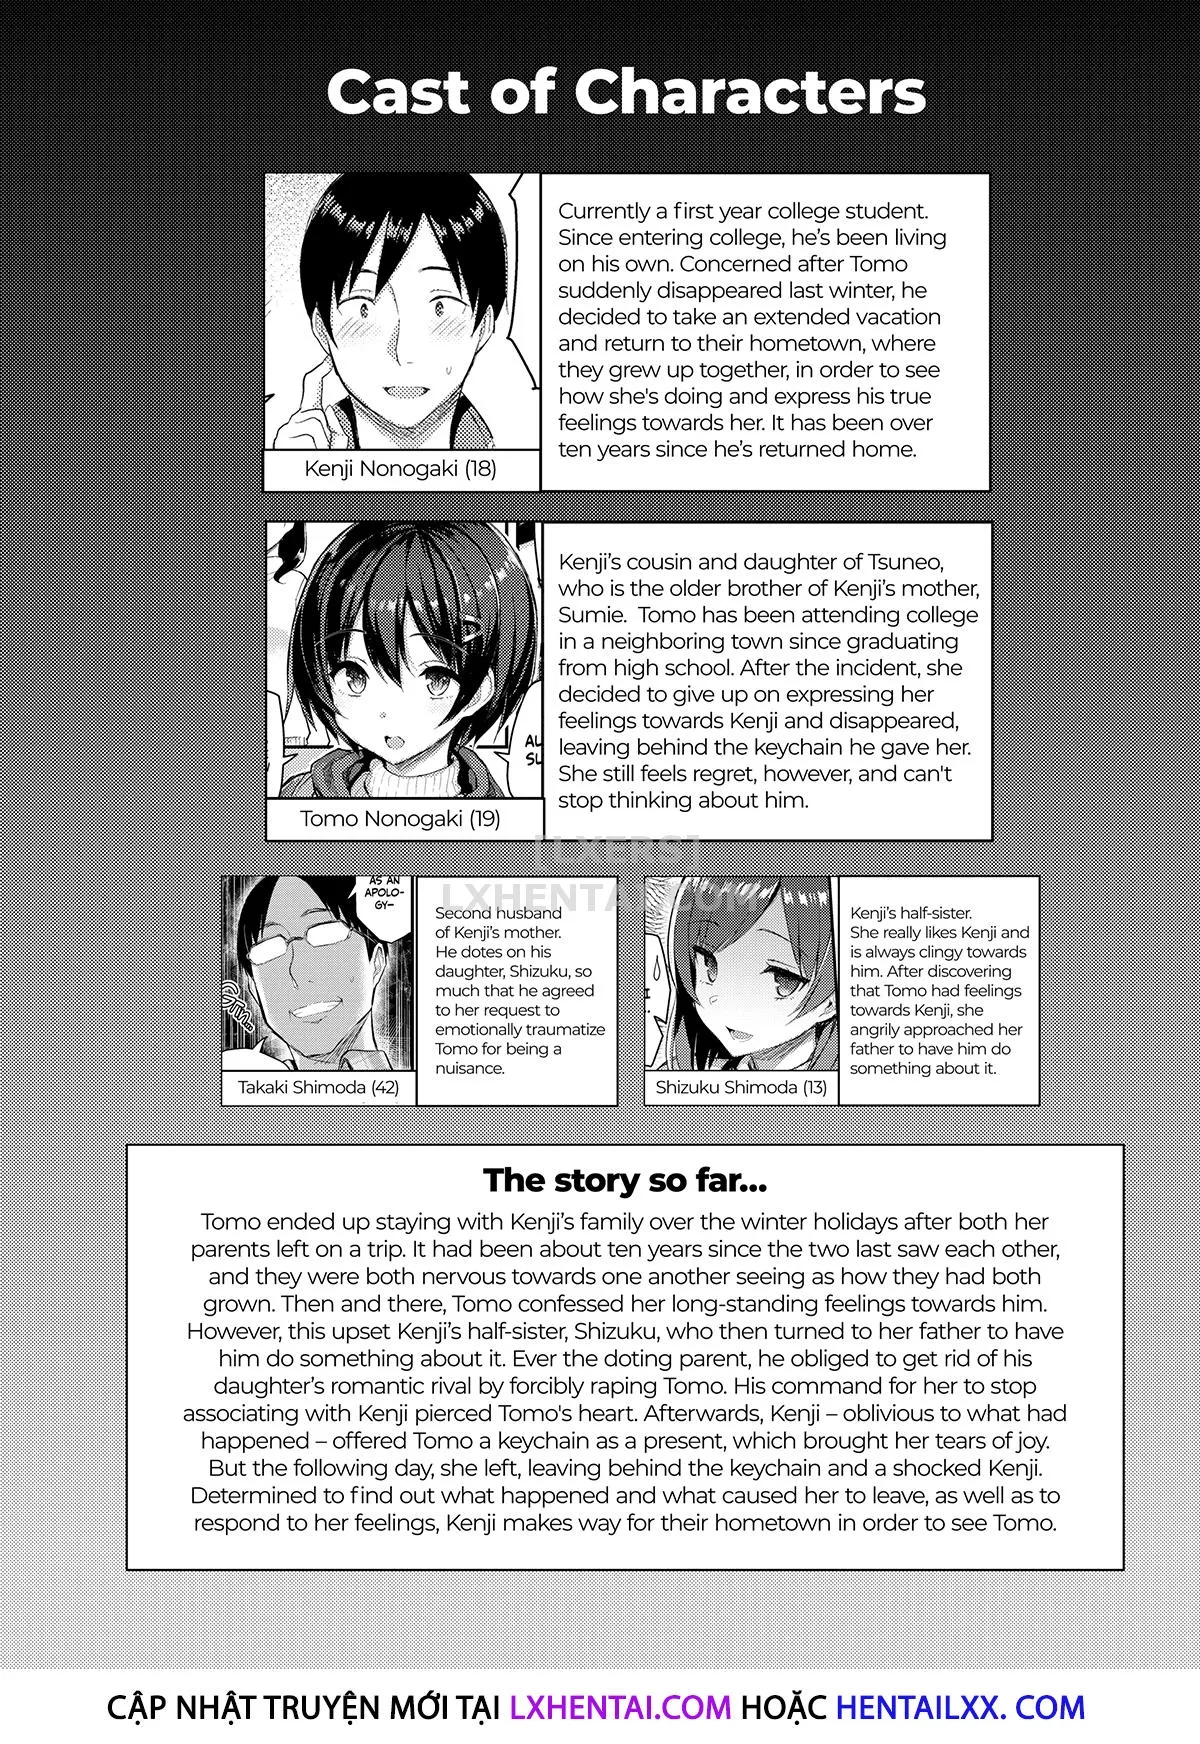 Cast of Characters
Currently a first year college student.
Since entering college, he's been living
on his own. Concerned after Tomo
suddenly disappeared last winter, he
decided to take an extended vacation
and return to their hometown, where
they grew up together, in order to see
how she's doing and express his true
feelings towards her. It has been over
ten years since he's returned home.
Kenji Nonogaki (18)
Kenji's cousin and daughter of Tsuneo,
who is the older brother of Kenji's mother,
Sumie. Tomo has been attending college
in a neighboring town since graduating
from high school. After the incident, she
decided to give up on expressing her
feelings towards Kenji and disappeared,
leaving behind the keychain he gave her.
She still feels regret, however, and can't
stop thinking about him.
Tomo Nonogaki (19)
[LXERS]
LXHENTAI.COM
AS AN
APOLO-
GY—
Second husband
of Kenji's mother.
He dotes on his
daughter, Shizuku, so
much that he agreed
to her request to
emotionally traumatize
Tomo for being a
nuisance.
Takaki Shimoda (42)
Kenji's half-sister.
She really likes Kenji and
is always clingy towards
him. After discovering
that Tomo had feelings
towards Kenji, she
angrily approached her
father to have him do
something about it.
Shizuku Shimoda (13)
The story so far...
Tomo ended up staying with Kenji's family over the winter holidays after both her
parents left on a trip. It had been about ten years since the two last saw each other,
and they were both nervous towards one another seeing as how they had both
grown. Then and there, Tomo confessed her long-standing feelings towards him.
However, this upset Kenji's half-sister, Shizuku, who then turned to her father to have
him do something about it. Ever the doting parent, he obliged to get rid of his
daughter's romantic rival by forcibly raping Tomo. His command for her to stop
associating with Kenji pierced Tomo's heart. Afterwards, Kenji – oblivious to what had
happened – offered Tomo a keychain as a present, which brought her tears of joy.
But the following day, she left, leaving behind the keychain and a shocked Kenji.
Determined to find out what happened and what caused her to leave, as well as to
respond to her feelings, Kenji makes way for their hometown in order to see Tomo.
CẬP NHẬT TRUYỆN MỚI TẠI LXHENTAI.COM HOẶC HENTAILXX. COM